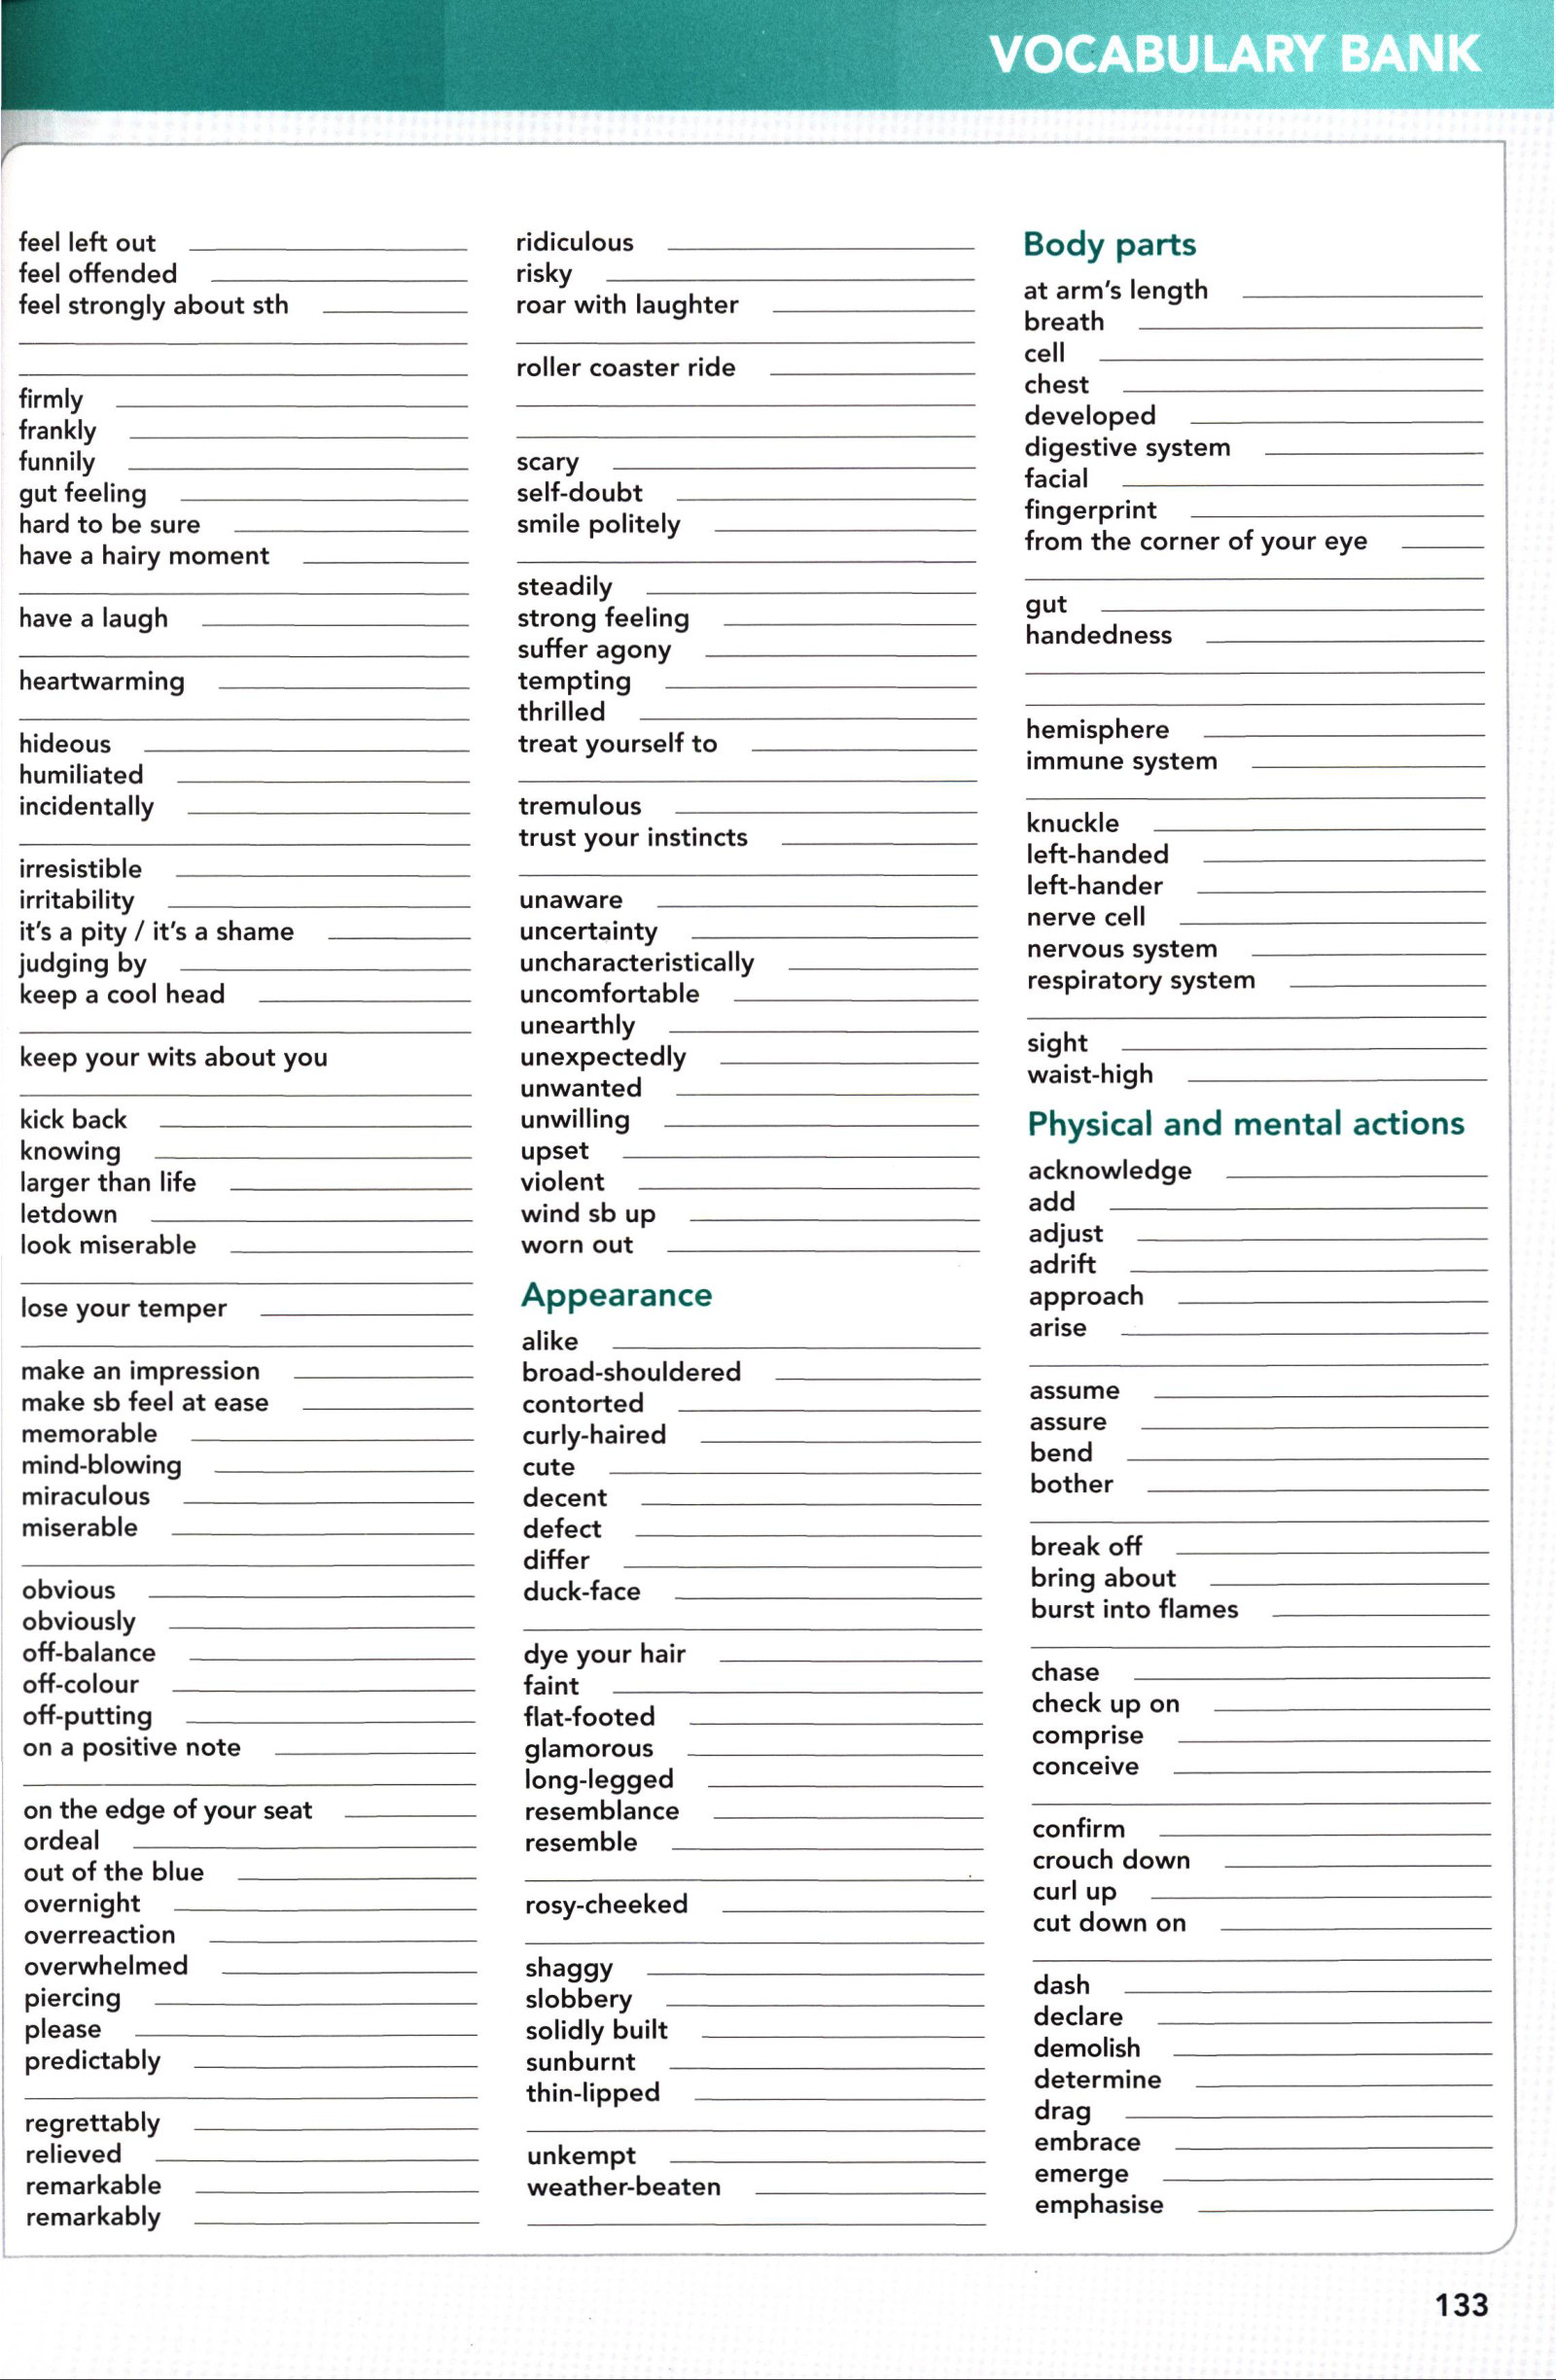 VOCABULARY BANK
feel left out
feel offended
feel strongly about sth
firmly
frankly
funnily
gut feeling
hard to be sure
have a hairy moment
have a laugh
heartwarming
hideous
humiliated
incidentally
irresistible
irritability
it's a pity / it's a shame
judging by
keep a cool head
keep your wits about you
kick back
knowing
larger than life
letdown
look miserable
lose your temper
make an impression
make sb feel at ease
memorable
mind-blowing
miraculous
miserable
obvious
obviously
off-balance
off-colour
off-putting
on a positive note
on the edge of your seat
ordeal
out of the blue
overnight
overreaction
overwhelmed
piercing
please
predictably
regrettably
relieved
remarkable
remarkably
ridiculous
risky
roar with laughter
roller coaster ride
scary
self-doubt
smile politely
steadily
strong feeling
suffer agony
tempting
thrilled
treat yourself to
tremulous
trust your instincts
unaware
uncertainty
uncharacteristically
uncomfortable
unearthly
unexpectedly
unwanted
unwilling
upset
violent
wind sb up
worn out
Appearance
alike
broad-shouldered
contorted
curly-haired
cute
decent
defect
differ
duck-face
dye your hair
faint
flat-footed
glamorous
long-legged
resemblance
resemble
rosy-cheeked
shaggy
slobbery
solidly built
sunburnt
thin-lipped
unkempt
weather-beaten
Body parts
at arm's length
breath
cell
chest
developed
digestive system
facial
fingerprint
from the corner of your eye
gut
handedness
hemisphere
immune system
knuckle
left-handed
left-hander
nerve cell
nervous system
respiratory system
sight
waist-high
Physical and mental actions
acknowledge
add
adjust
adrift
approach
arise
assume
assure
bend
bother
break off
bring about
burst into flames
chase
check up on
comprise
conceive
confirm
crouch down
curl up
cut down on
dash
declare
demolish
determine
drag
embrace
emerge
emphasise
133